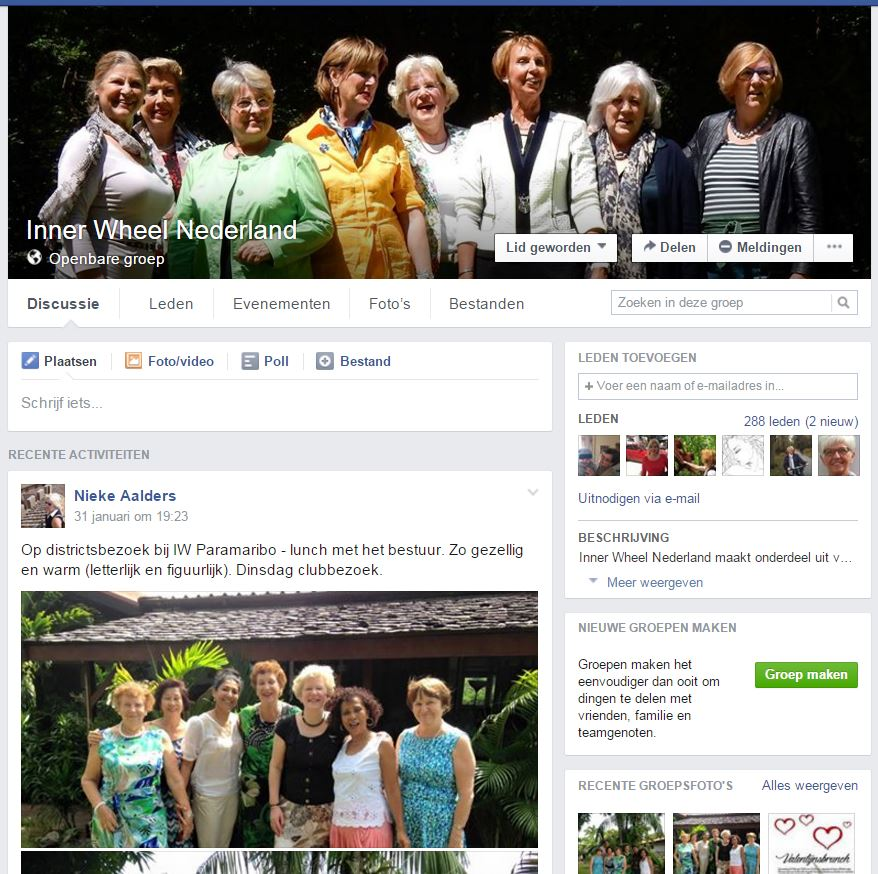 Inner Wheel Nederland
Openbare groep
Lid geworden
Delen
Meldingen
Discussie
Leden
Evenementen
Foto's
Bestanden
Zoeken in deze groep
Plaatsen
Foto/video
Poll
Bestand
Schrijf iets...
RECENTE ACTIVITEITEN
Nieke Aalders
31 januari om 19:23
Op districtsbezoek bij IW Paramaribo - lunch met het bestuur. Zo gezellig
en warm (letterlijk en figuurlijk). Dinsdag clubbezoek.
LEDEN TOEVOEGEN
+ Voer een naam of e-mailadres in...
LEDEN
288 leden (2 nieuw)
Uitnodigen via e-mail
BESCHRIJVING
Inner Wheel Nederland maakt onderdeel uit v...
Meer weergeven
NIEUWE GROEPEN MAKEN
Groepen maken het
eenvoudiger dan ooit om
dingen te delen met
vrienden, familie en
teamgenoten.
Groep maken
RECENTE GROEPSFOTO'S
Alles weergeven
Valentijnsbrunch